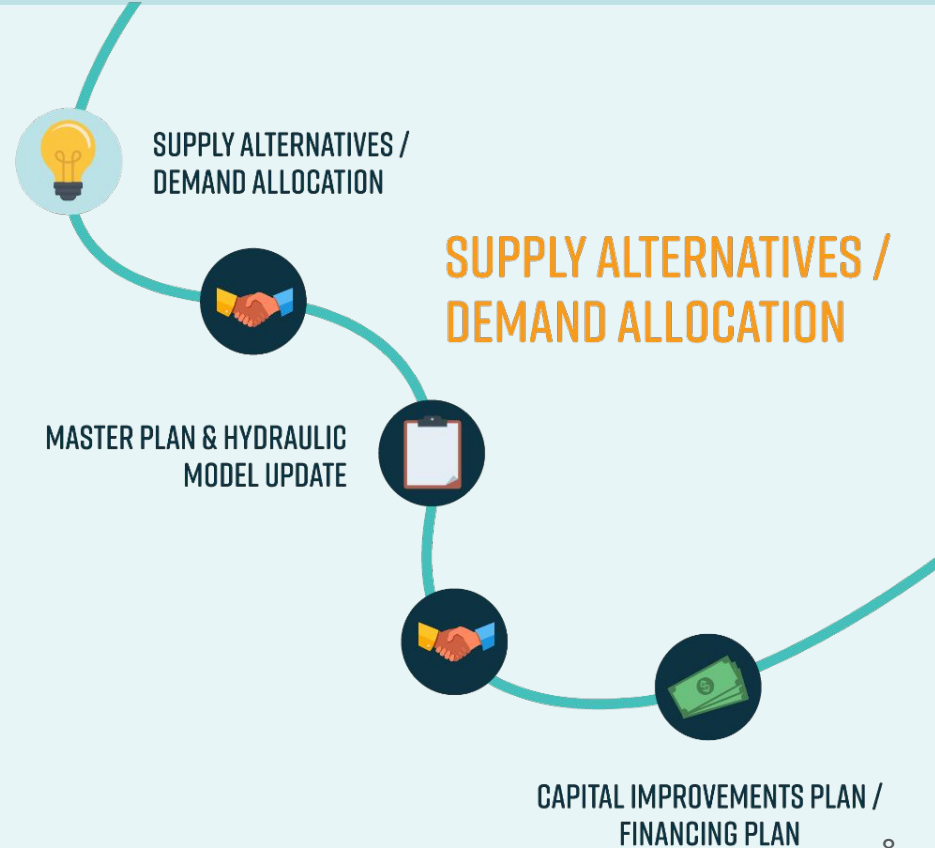 SUPPLY ALTERNATIVES /
DEMAND ALLOCATION
SUPPLY ALTERNATIVES /
DEMAND ALLOCATION
MASTER PLAN & HYDRAULIC
MODEL UPDATE
$
CAPITAL IMPROVEMENTS PLAN /
FINANCING PLAN